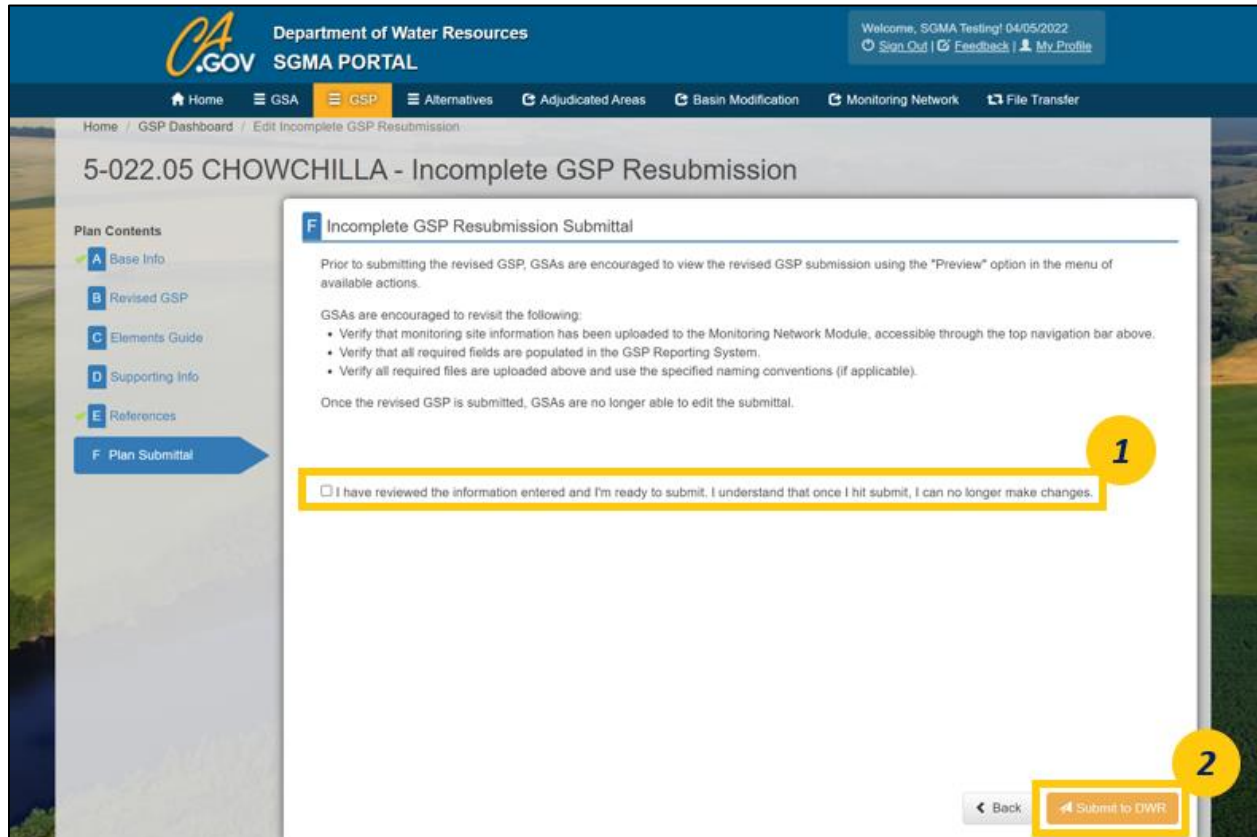 CA
.GOV
Department of Water Resources
SGMA PORTAL
Welcome, SGMA Testing! 04/05/2022
Sign Out | Feedback | My Profile
Home GSA GSP Alternatives Adjudicated Areas Basin Modification Monitoring Network File Transfer
Home / GSP Dashboard / Edit Incomplete GSP Resubmission
5-022.05 CHOWCHILLA - Incomplete GSP Resubmission
Plan Contents
A Base Info
B Revised GSP
C Elements Guide
D Supporting Info
E References
F Plan Submittal
F Incomplete GSP Resubmission Submittal
Prior to submitting the revised GSP, GSAs are encouraged to view the revised GSP submission using the "Preview" option in the menu of
available actions.
GSAs are encouraged to revisit the following:
• Verify that monitoring site information has been uploaded to the Monitoring Network Module, accessible through the top navigation bar above.
• Verify that all required fields are populated in the GSP Reporting System.
• Verify all required files are uploaded above and use the specified naming conventions (if applicable).
Once the revised GSP is submitted, GSAs are no longer able to edit the submittal.
1
I have reviewed the information entered and I'm ready to submit. I understand that once I hit submit, I can no longer make changes.
2
Back Submit to DWR